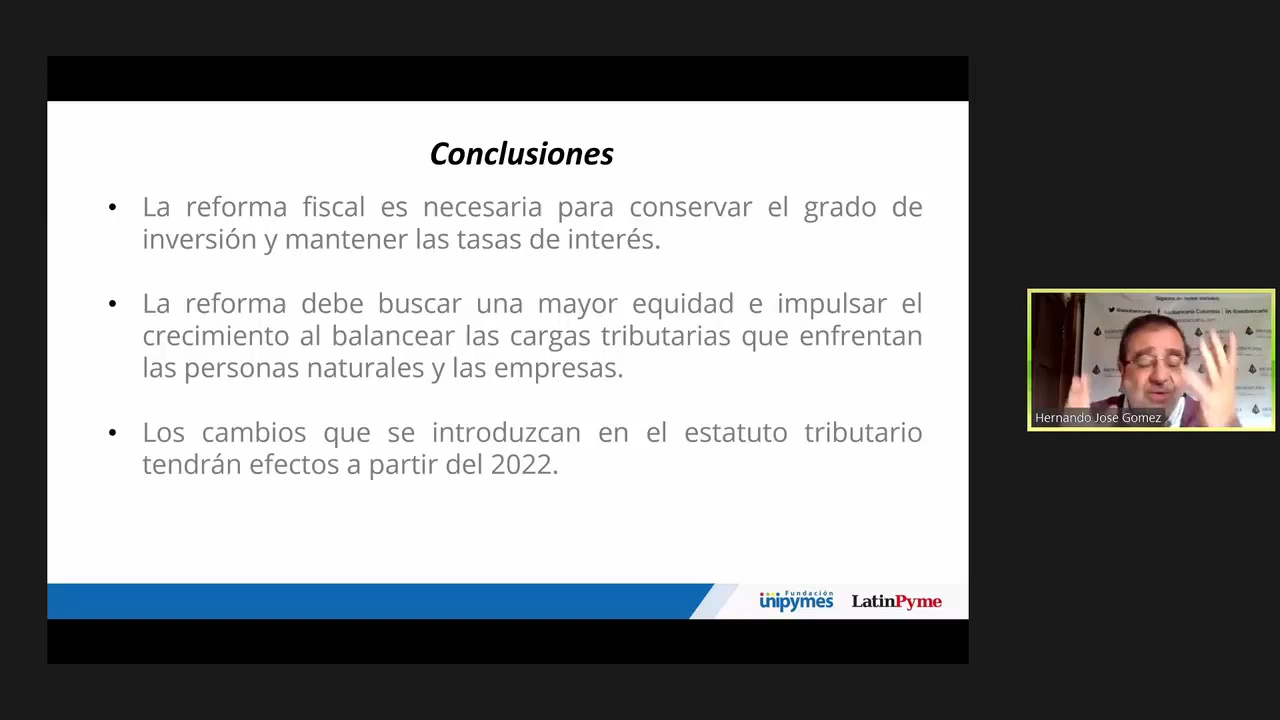 Conclusiones
• La reforma fiscal es necesaria para conservar el grado de
inversión y mantener las tasas de interés.
• La reforma debe buscar una mayor equidad e impulsar el
crecimiento al balancear las cargas tributarias que enfrentan
las personas naturales y las empresas.
• Los cambios que se introduzcan en el estatuto tributario
tendrán efectos a partir del 2022.
Fundación
unipymes
LatinPyme
Hernando José Gómez